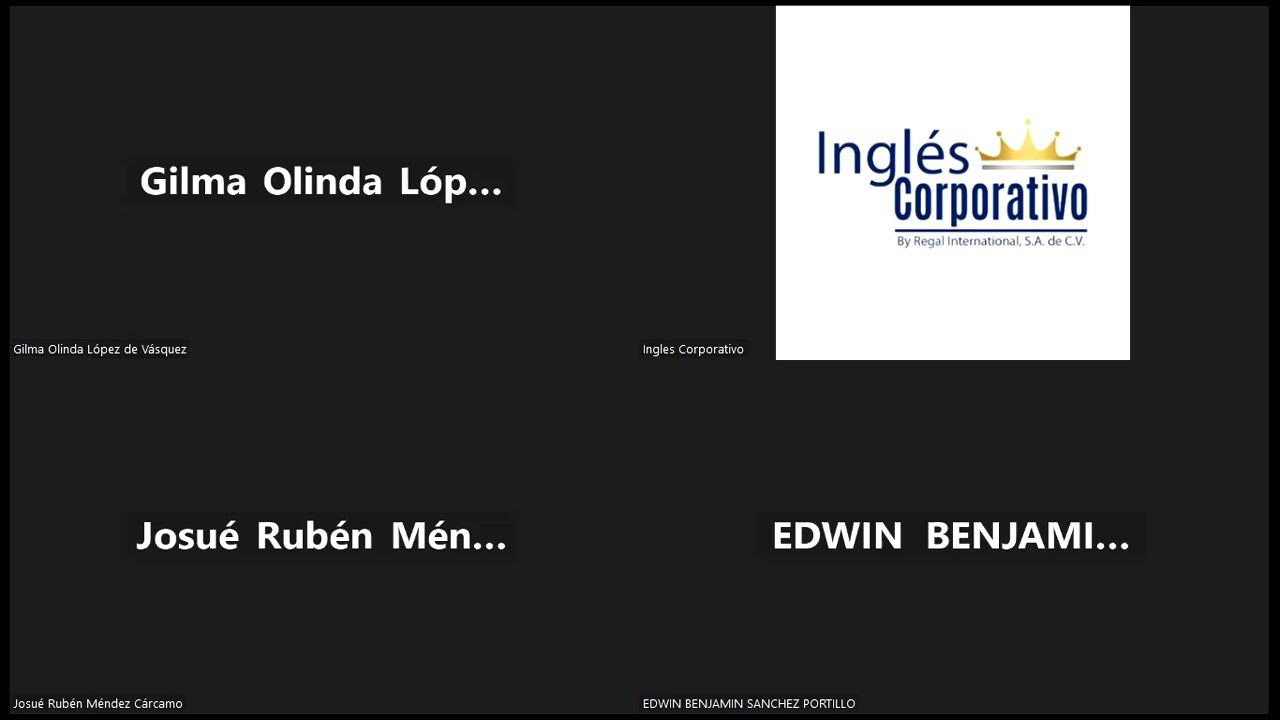 Gilma Olinda Lóp...
Gilma Olinda López de Vásquez
Inglés
Corporativo
By Regal International, S.A. de C.V.
Ingles Corporativo
Josué Rubén Mén...
Josué Rubén Méndez Cárcamo
EDWIN BENJAMI...
EDWIN BENJAMIN SANCHEZ PORTILLO